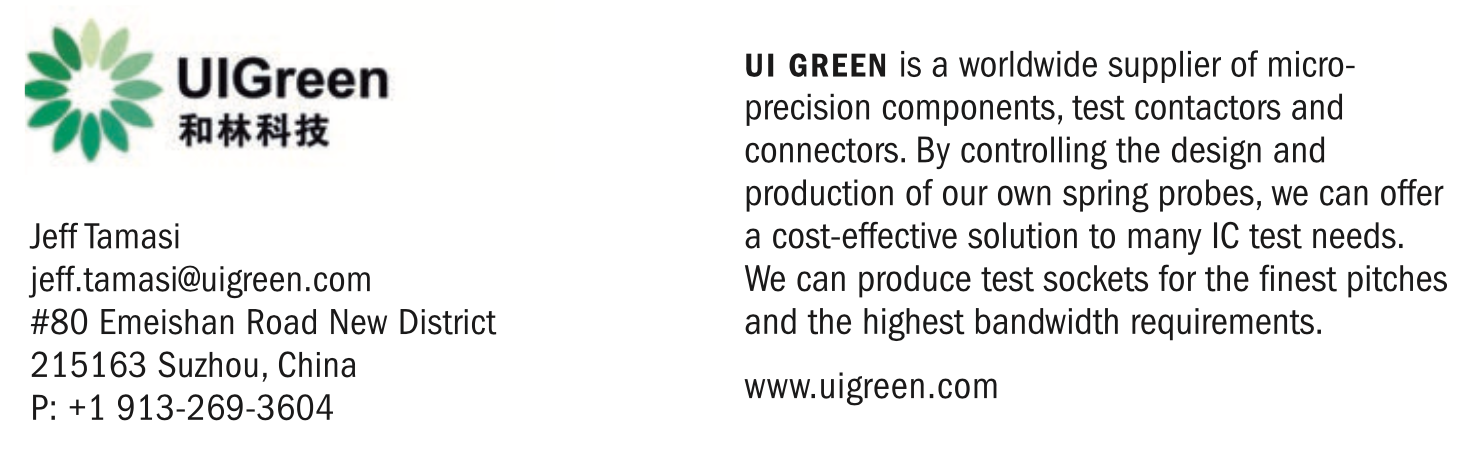 UIGreen
和林科技
Jeff Tamasi
jeff.tamasi@uigreen.com
#80 Emeishan Road New District
215163 Suzhou, China
P: +1 913-269-3604
UI GREEN is a worldwide supplier of micro-
precision components, test contactors and
connectors. By controlling the design and
production of our own spring probes, we can offer
a cost-effective solution to many IC test needs.
We can produce test sockets for the finest pitches
and the highest bandwidth requirements.
www.uigreen.com